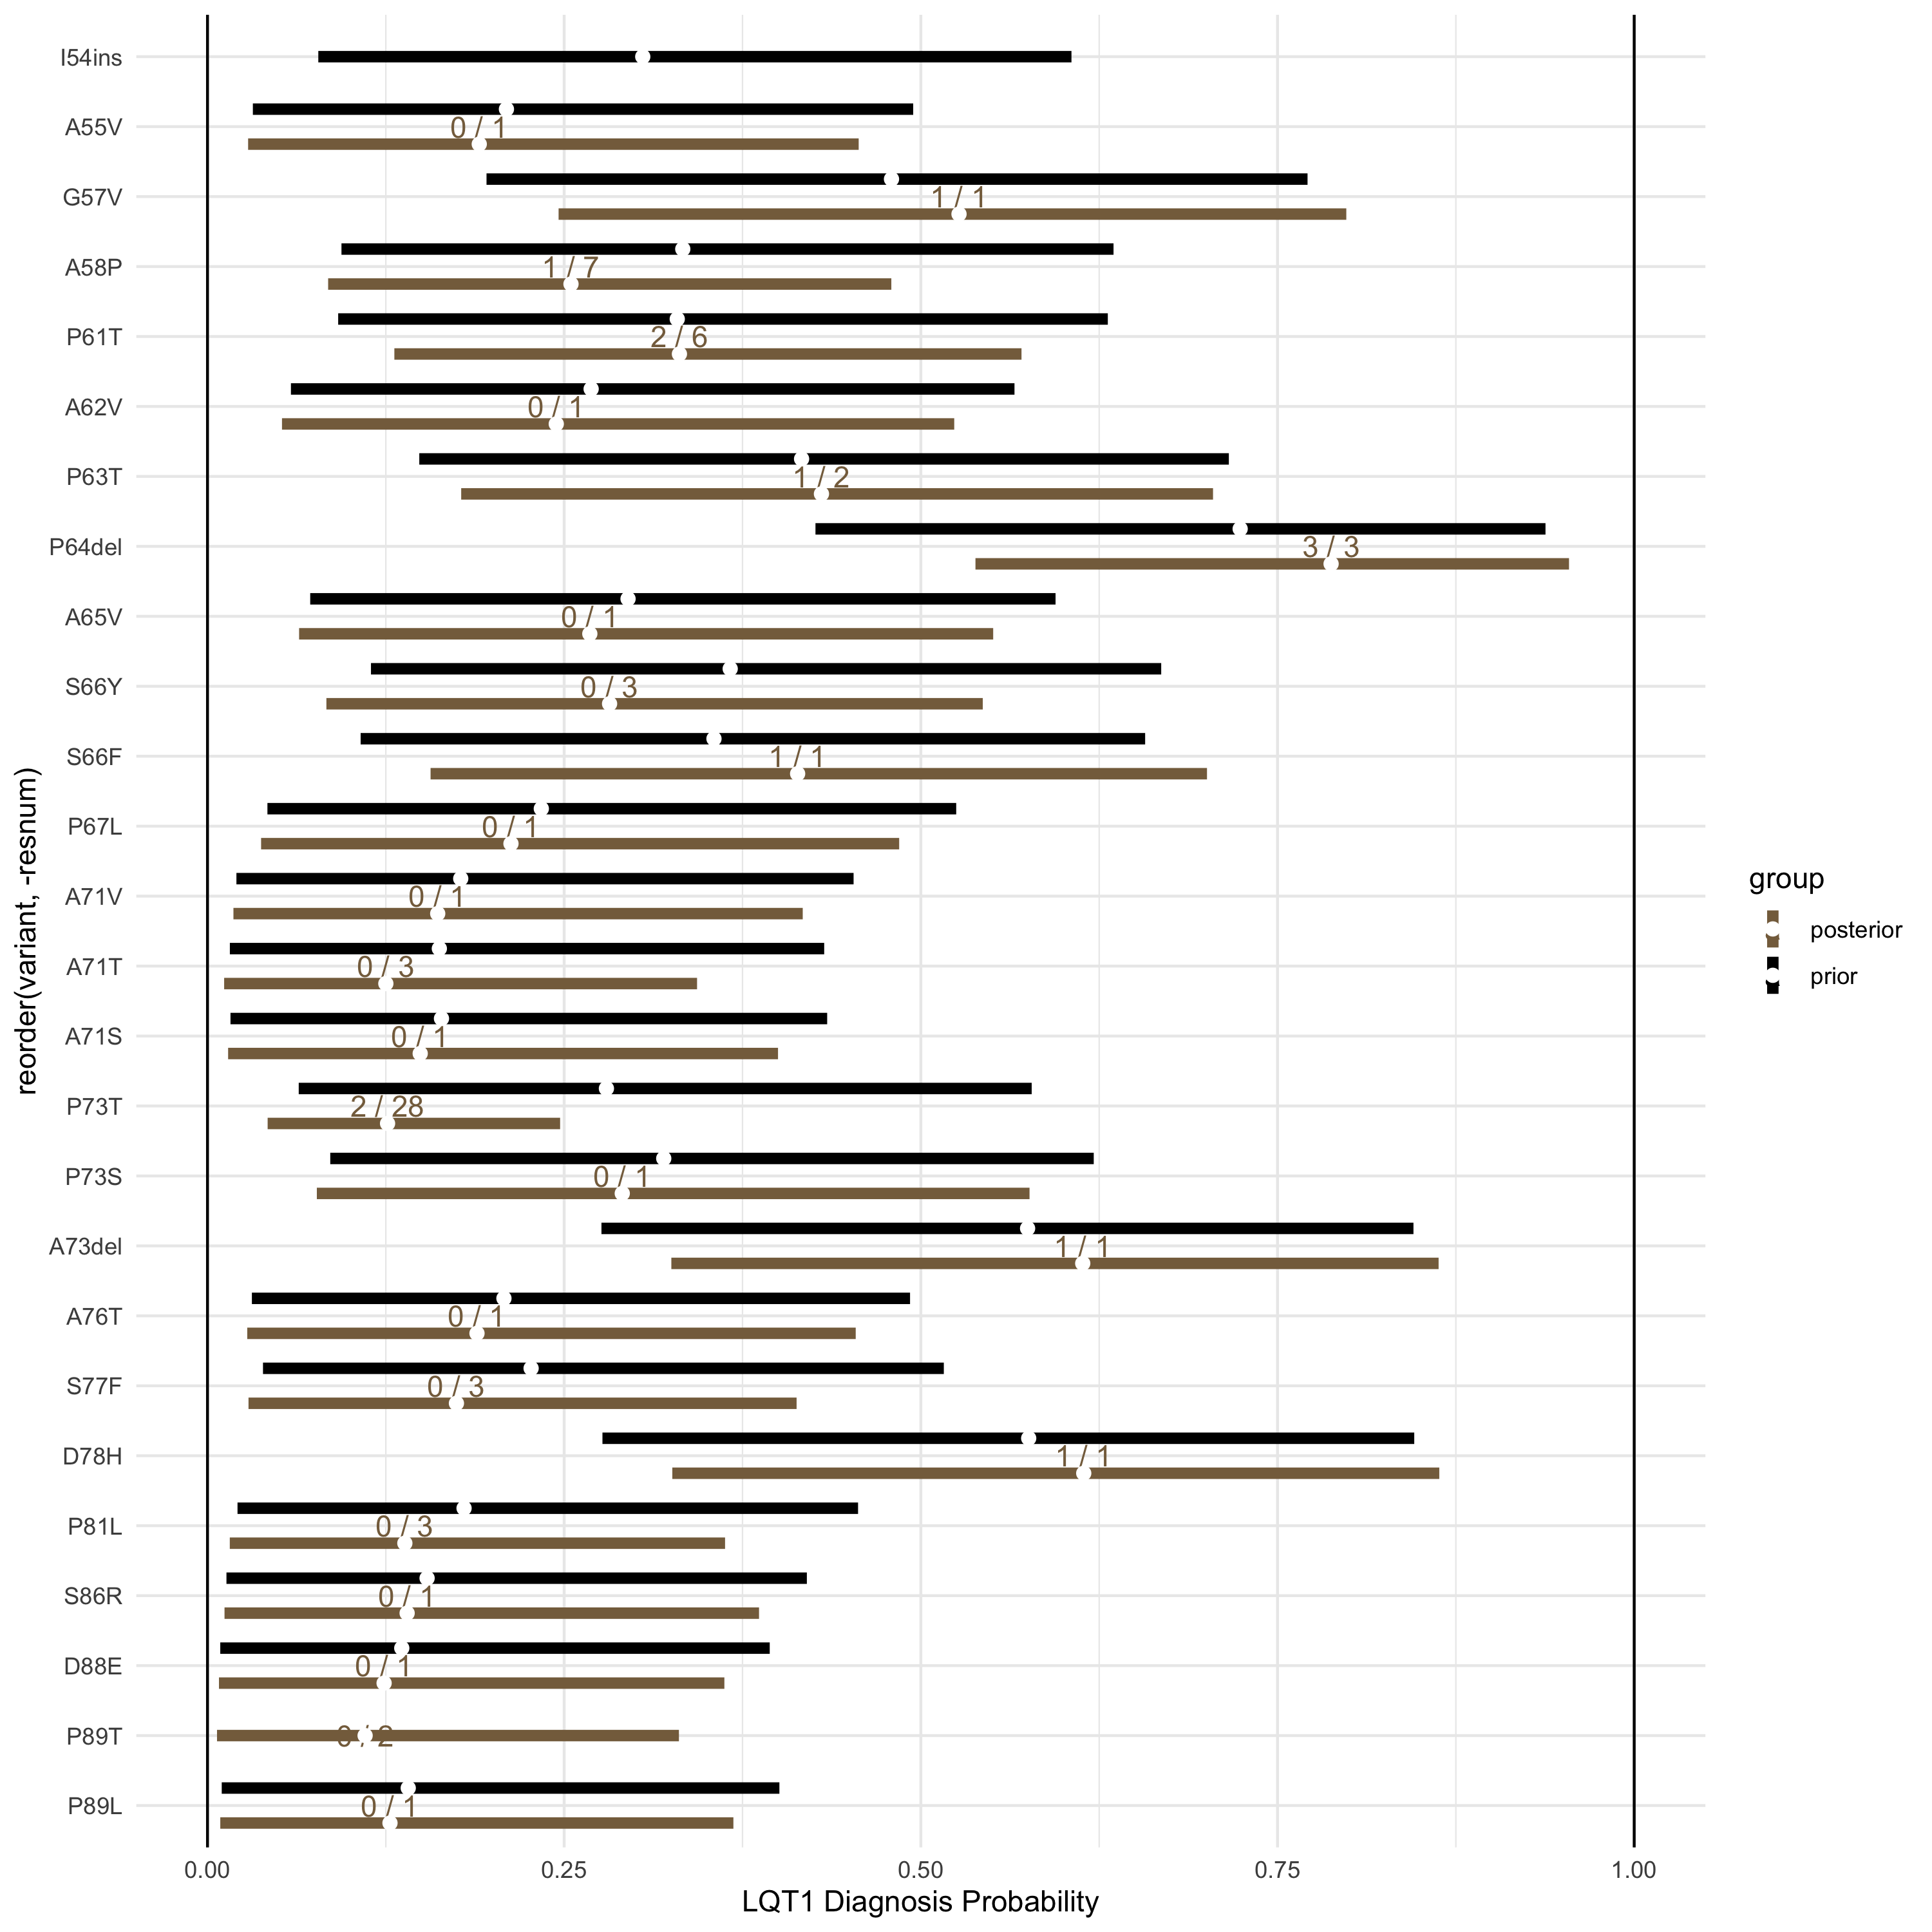 I54ins
A55V
0 / 1
G57V
1 / 1
A58P
1 / 7
P61T
2 / 6
A62V
0 / 1
P63T
1 / 2
P64del
3 / 3
A65V
0 / 1
S66Y
0 / 3
S66F
1 / 1
P67L
0 / 1
A71V
0 / 1
A71T
0 / 3
A71S
0 / 1
P73T
2 / 28
P73S
0 / 1
A73del
1 / 1
A76T
0 / 1
S77F
0 / 3
D78H
1 / 1
P81L
0 / 3
S86R
0 / 1
D88E
0 / 1
P89T
0 / 2
P89L
0 / 1
0.00 0.25 0.50 0.75 1.00
LQT1 Diagnosis Probability
reorder(variant, -resnum)
group
posterior
prior